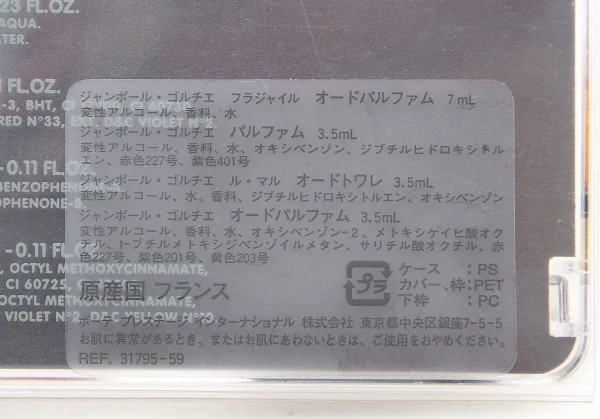 .23 FL.OZ.
AQUA.
TER.
1 FL.OZ.
-3, BHT, CI
CI 60730
RED N°33, EXT. D&C VIOLET N°2.
-0.11 FL.OZ.
BENZOPHENONE
OPHENONE-3.
-0.11 FL.OZ.
OCTYL METHOXYCINNAMATE,
CI 60725,
METHOXYCINNAMATE,
VIOLET N°2, D&C YELLOW N°10.
ジャンポール・ゴルチエ フラジャイル オードパルファム 7mL
変性アルコール、香料、水
ジャンポール・ゴルチエ パルファム 3.5mL
変性アルコール、香料、水、オキシベンゾン、ジブチルヒドロキシトル
エン、赤色227号、紫色401号
ジャンポール・ゴルチエ ル・マル オードトワレ 3.5mL
変性アルコール、水、香料、ジブチルヒドロキシトルエン、オキシベンゾン
ジャンポール・ゴルチエ オードパルファム 3.5mL
変性アルコール、香料、水、オキシベンゾン-2、メトキシケイヒ酸オク
チル、t-ブチルメトキシジベンゾイルメタン、サリチル酸オクチル、赤
色227号、紫色201号、黄色203号
原産国 フランス
プラ
ケース :PS
カバー、枠:PET
下枠 :PC
ボーテ プレステージ インターナショナル 株式会社 東京都中央区銀座7-5-5
お肌に異常があるとき、またはお肌にあわないときは、ご使用をおやめください。
REF. 31795-59